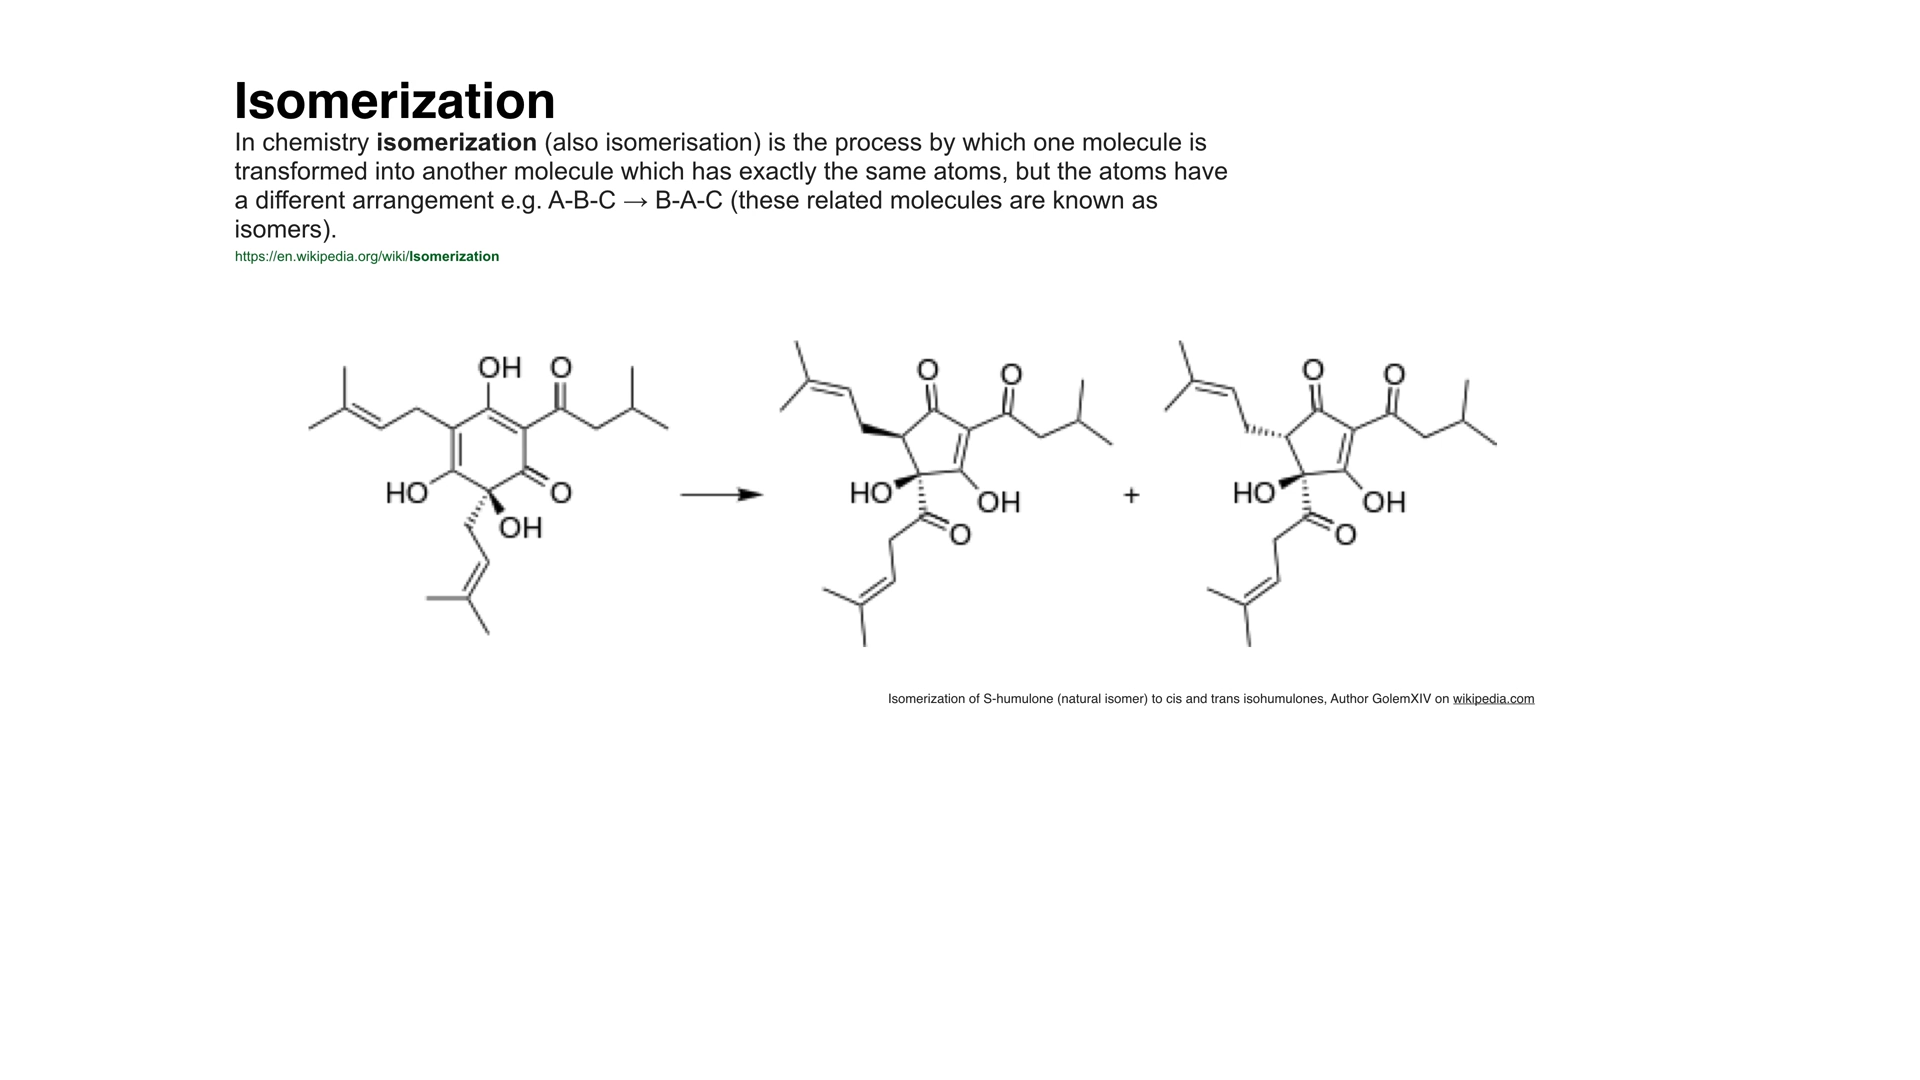 Isomerization
In chemistry isomerization (also isomerisation) is the process by which one molecule is
transformed into another molecule which has exactly the same atoms, but the atoms have
a different arrangement e.g. A-B-C → B-A-C (these related molecules are known as
isomers).
https://en.wikipedia.org/wiki/Isomerization
OH O
HO O
OH
O O
HO OH
O
+
O O
HO OH
O
Isomerization of S-humulone (natural isomer) to cis and trans isohumulones, Author GolemXIV on wikipedia.com